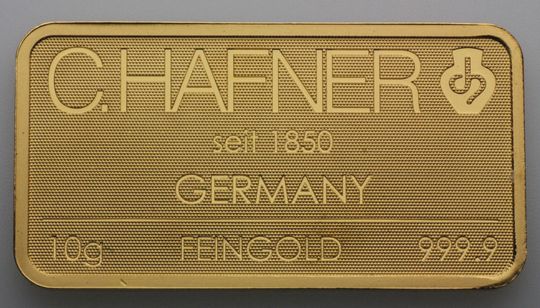 C.HAFNER
seit 1850
GERMANY
10g FEINGOLD 999.9